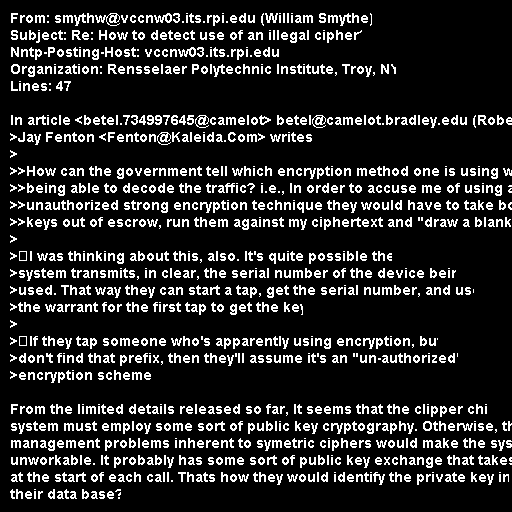 From: smythw@vccnw03.its.rpi.edu (William Smythe)
Subject: Re: How to detect use of an illegal cipher
Nntp-Posting-Host: vccnw03.its.rpi.edu
Organization: Rensselaer Polytechnic Institute, Troy, NY
Lines: 47

In article <betel.734997645@camelot> betel@camelot.bradley.edu (Robe
>Jay Fenton <Fenton@Kaleida.Com> writes
>
>>How can the government tell which encryption method one is using w
>>being able to decode the traffic? i.e., In order to accuse me of using a
>>unauthorized strong encryption technique they would have to take bo
>>keys out of escrow, run them against my ciphertext and "draw a blank
>
>I was thinking about this, also. It's quite possible the
>system transmits, in clear, the serial number of the device bein
>used. That way they can start a tap, get the serial number, and us
>the warrant for the first tap to get the key
>
>If they tap someone who's apparently using encryption, bu
>don't find that prefix, then they'll assume it's an "un-authorized"
>encryption scheme

From the limited details released so far, It seems that the clipper chi
system must employ some sort of public key cryptography. Otherwise, th
management problems inherent to symetric ciphers would make the sys
unworkable. It probably has some sort of public key exchange that takes
at the start of each call. Thats how they would identify the private key in
their data base?